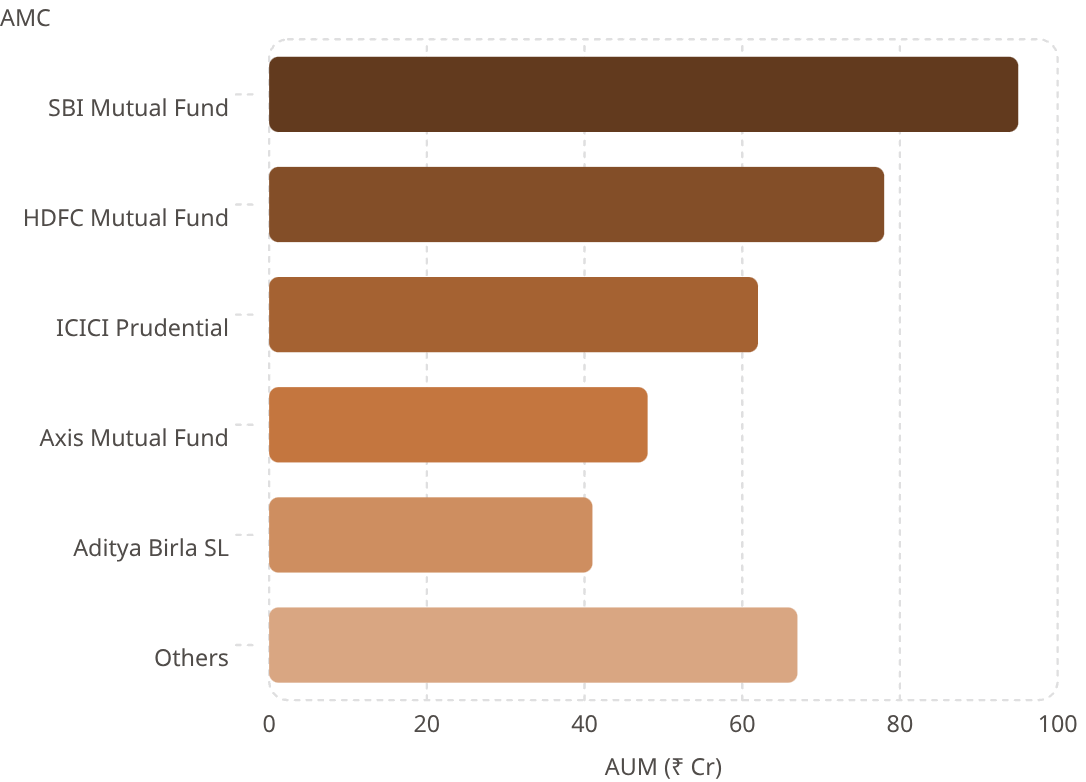 AMC
SBI Mutual Fund
HDFC Mutual Fund
ICICI Prudential
Axis Mutual Fund
Aditya Birla SL
Others
0 20 40 60 80 100
AUM (₹ Cr)